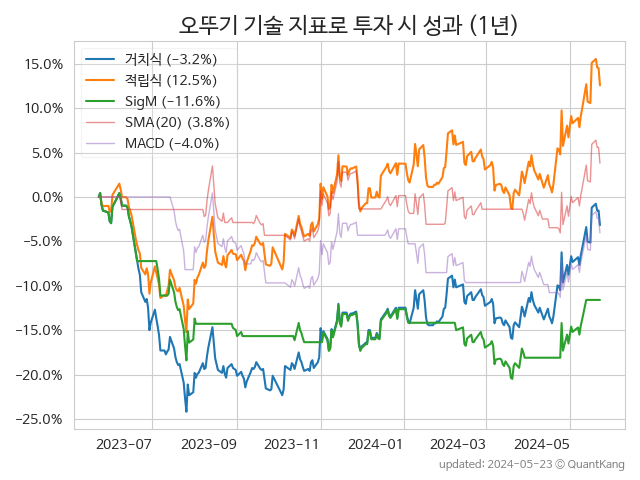 오뚜기 기술 지표로 투자 시 성과 (1년)
거치식 (−3.2%)
적립식 (12.5%)
SigM (−11.6%)
SMA(20) (3.8%)
MACD (−4.0%)
15.0%
10.0%
5.0%
0.0%
−5.0%
−10.0%
−15.0%
−20.0%
−25.0%
2023−07 2023−09 2023−11 2024−01 2024−03 2024−05
updated: 2024-05-23 © QuantKang